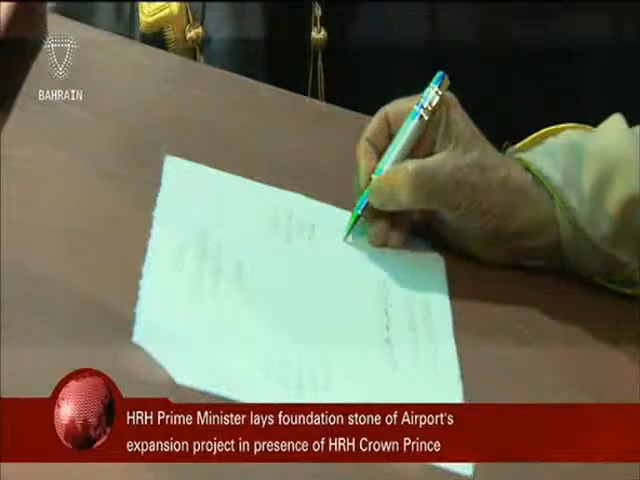 BAHRAIN
HRH Prime Minister lays foundation stone of Airport's
expansion project in presence of HRH Crown Prince